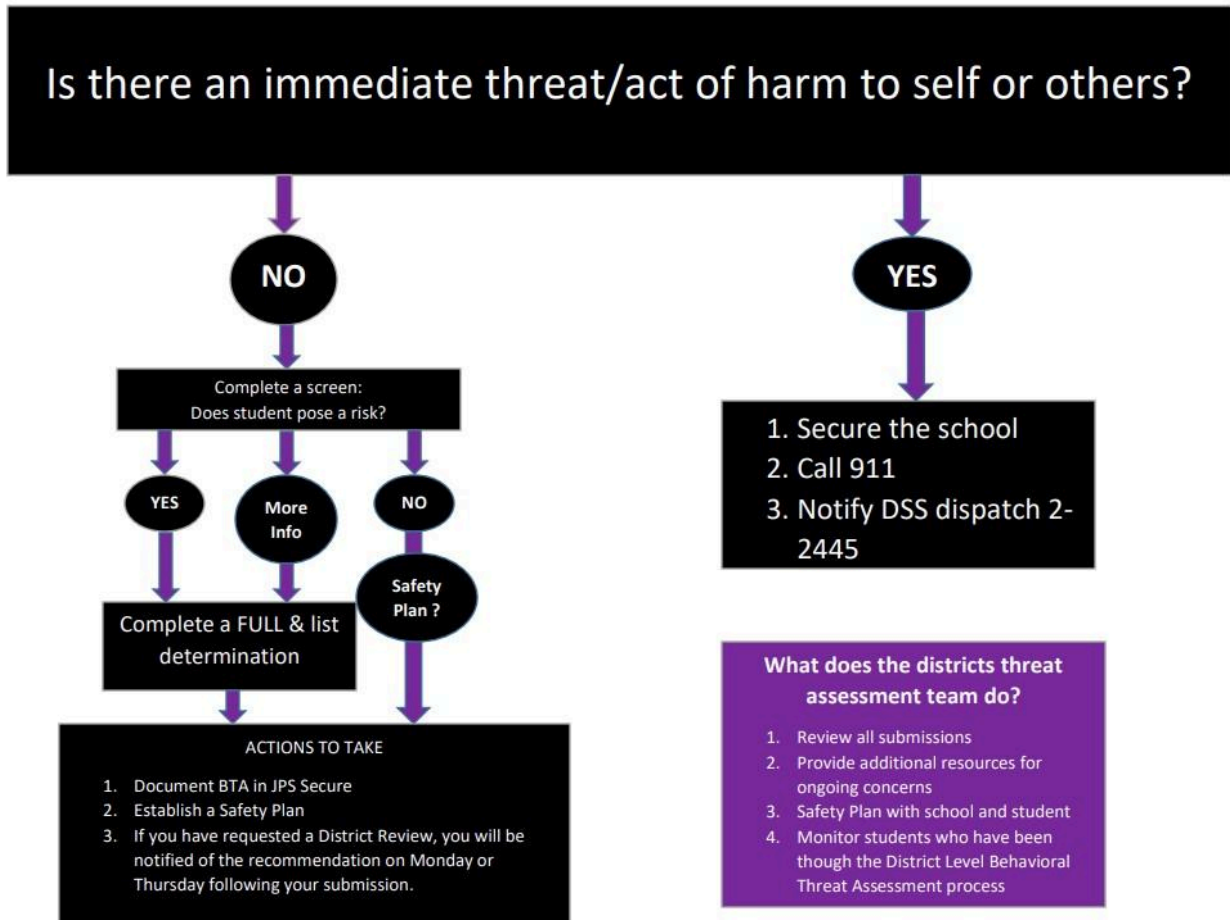 Is there an immediate threat/act of harm to self or others?
NO
Complete a screen:
Does student pose a risk?
YES
More
Info
NO
Safety
Plan ?
Complete a FULL & list
determination
ACTIONS TO TAKE
1. Document BTA in JPS Secure
2. Establish a Safety Plan
3. If you have requested a District Review, you will be
notified of the recommendation on Monday or
Thursday following your submission.
YES
1. Secure the school
2. Call 911
3. Notify DSS dispatch 2-
2445
What does the districts threat
assessment team do?
1. Review all submissions
2. Provide additional resources for
ongoing concerns
3. Safety Plan with school and student
4. Monitor students who have been
though the District Level Behavioral
Threat Assessment process